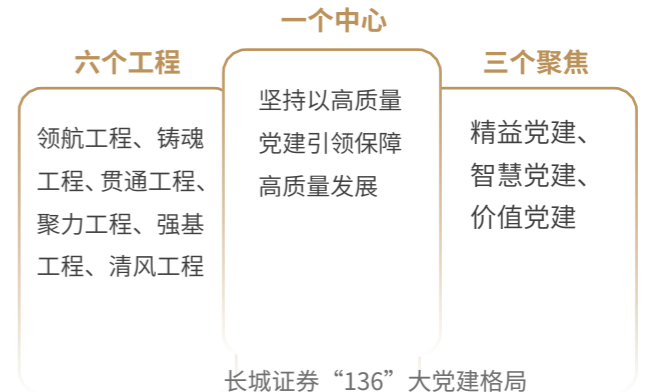 一个中心
坚持以高质量
党建引领保障
高质量发展
六个工程
领航工程、铸魂
工程、贯通工程、
聚力工程、强基
工程、清风工程
三个聚焦
精益党建、
智慧党建、
价值党建
长城证券“136”大党建格局